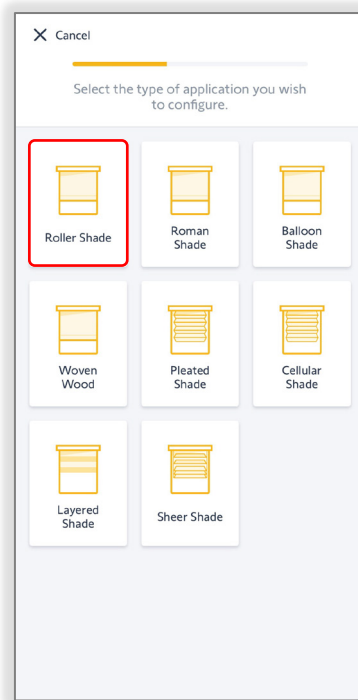 Cancel
Select the type of application you wish
to configure.
Roller Shade
Roman
Shade
Balloon
Shade
Woven
Wood
Pleated
Shade
Cellular
Shade
Layered
Shade
Sheer Shade